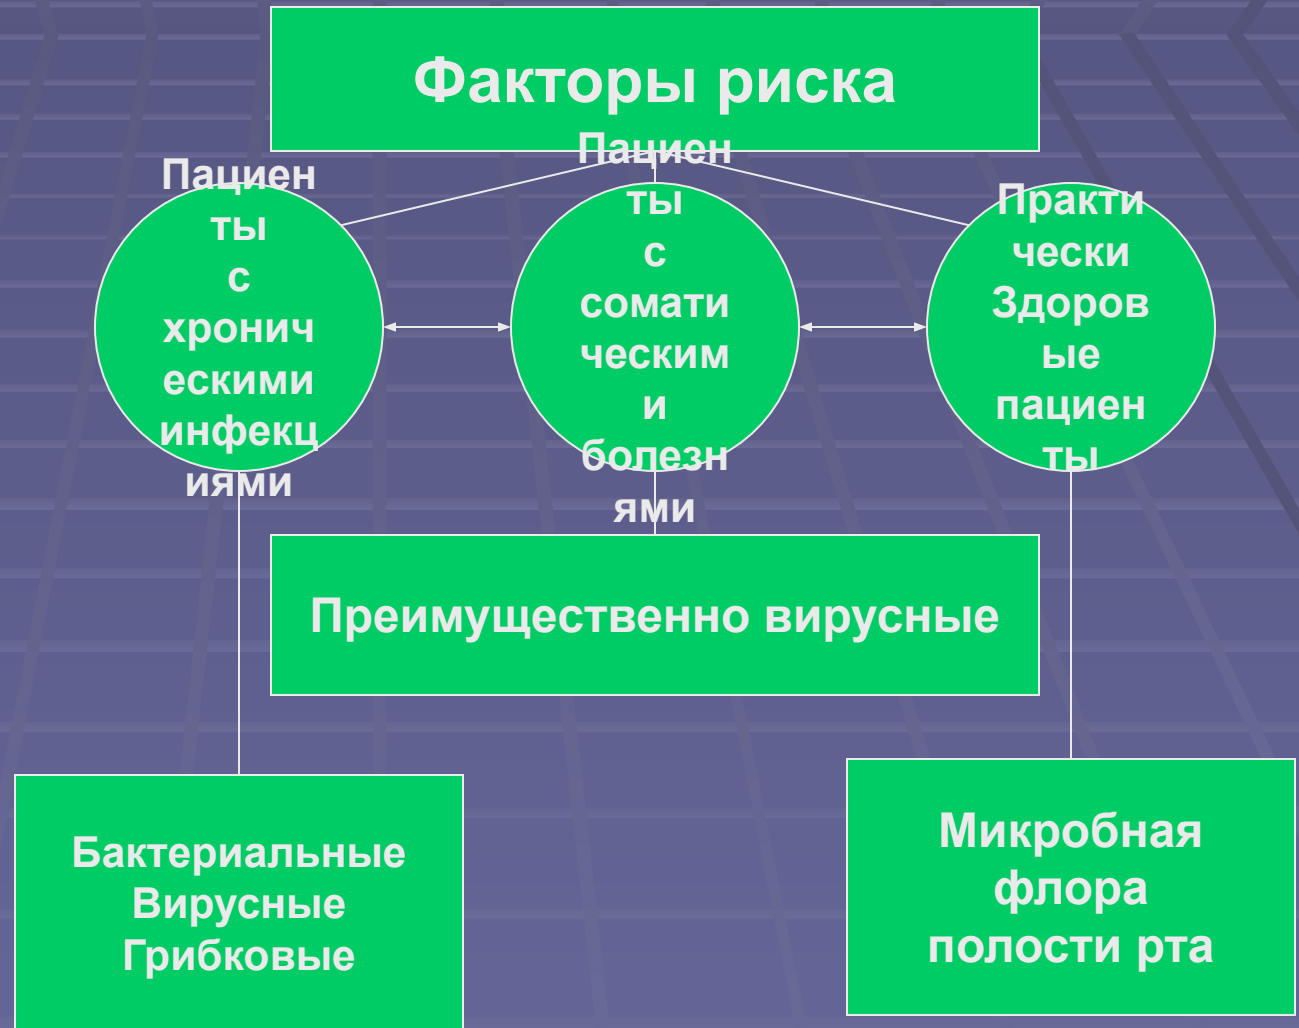 Факторы риска
Пациен
ты
с
хронич
ескими
инфекц
иями
Пациен
ты
с
сомати
ческим
и
болезн
ями
Практи
чески
Здоров
ые
пациен
ты
Преимущественно вирусные
Бактериальные
Вирусные
Грибковые
Микробная
флора
полости рта